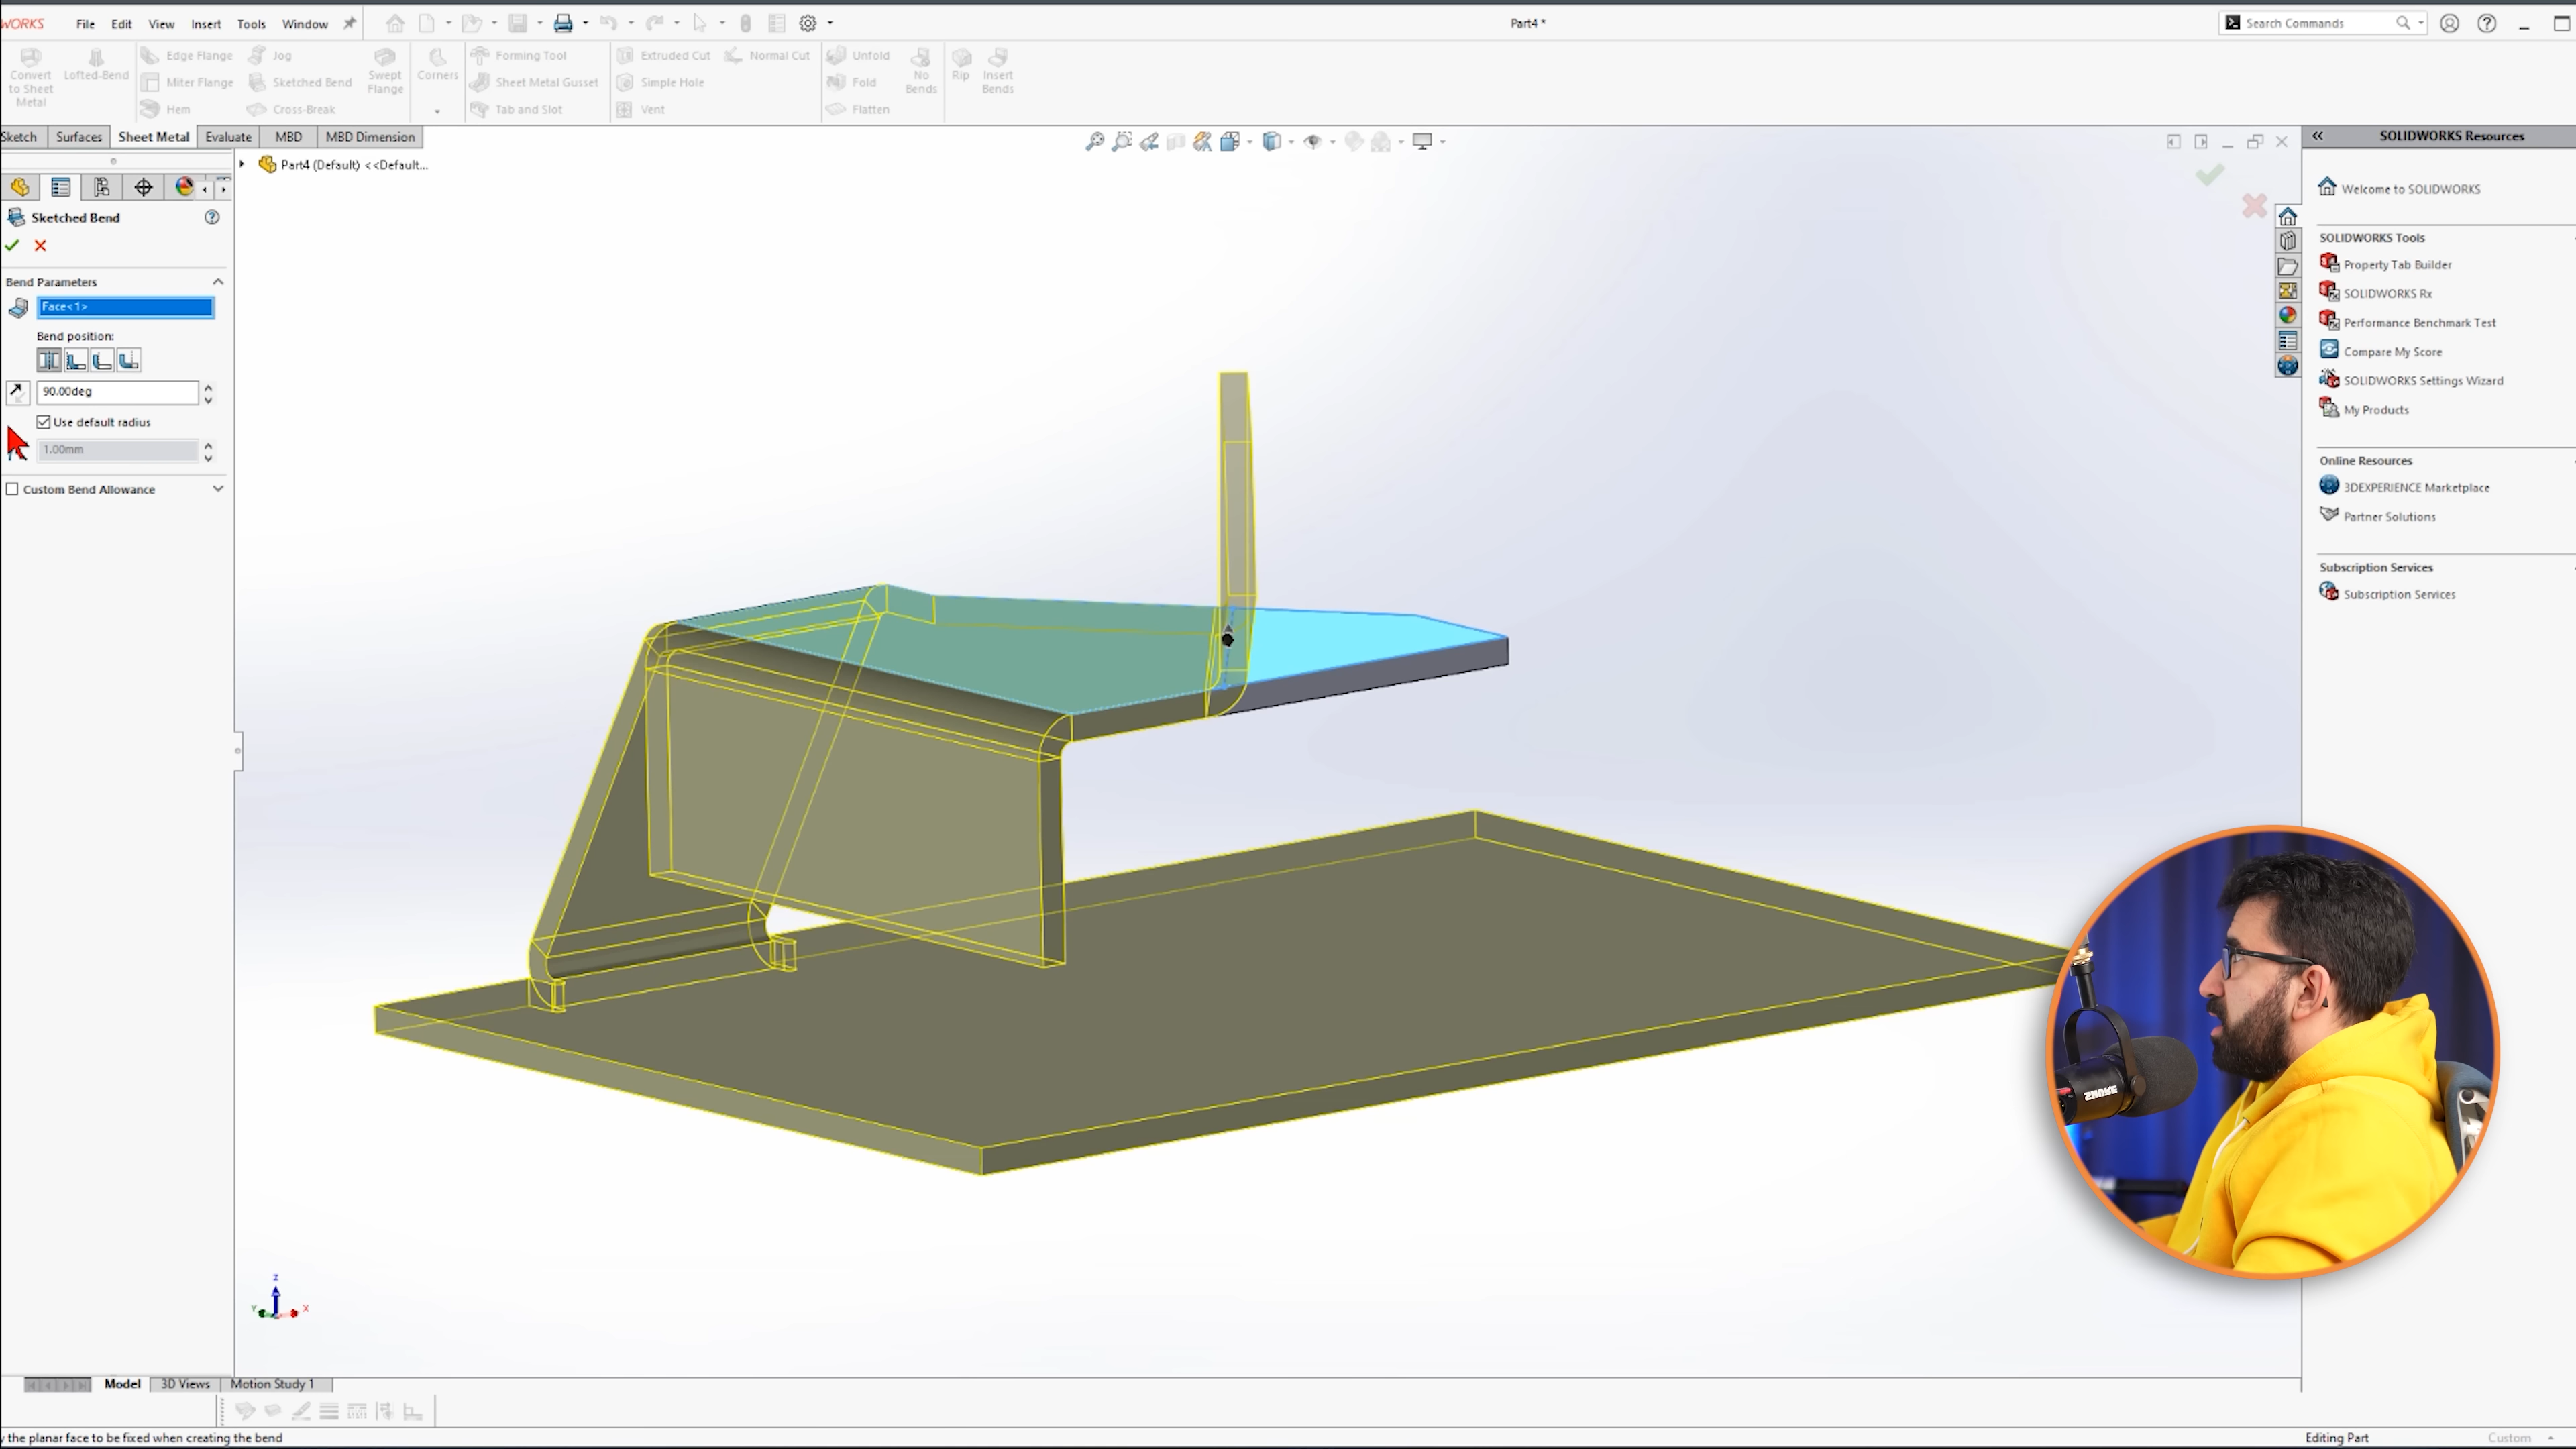 WORKS File Edit View Insert Tools Window Part4 * Search Commands
Convert to Sheet Metal
Lofted-Bend
Edge Flange
Miter Flange
Hem
Jog
Sketched Bend
Cross-Break
Swept Flange
Corners
Forming Tool
Sheet Metal Gusset
Tab and Slot
Extruded Cut
Simple Hole
Vent
Normal Cut
Unfold
Fold
Flatten
No Bends
Rip
Insert Bends
Sketch Surfaces Sheet Metal Evaluate MBD MBD Dimension
Part4 (Default) <<Default...
Sketched Bend
Bend Parameters
Face<1>
Bend position:
90.00deg
Use default radius
1.00mm
Custom Bend Allowance
SOLIDWORKS Resources
Welcome to SOLIDWORKS
SOLIDWORKS Tools
Property Tab Builder
SOLIDWORKS Rx
Performance Benchmark Test
Compare My Score
SOLIDWORKS Settings Wizard
My Products
Online Resources
3DEXPERIENCE Marketplace
Partner Solutions
Subscription Services
Subscription Services
Z
Y X
Model 3D Views Motion Study 1
y the planar face to be fixed when creating the bend
Editing Part Custom